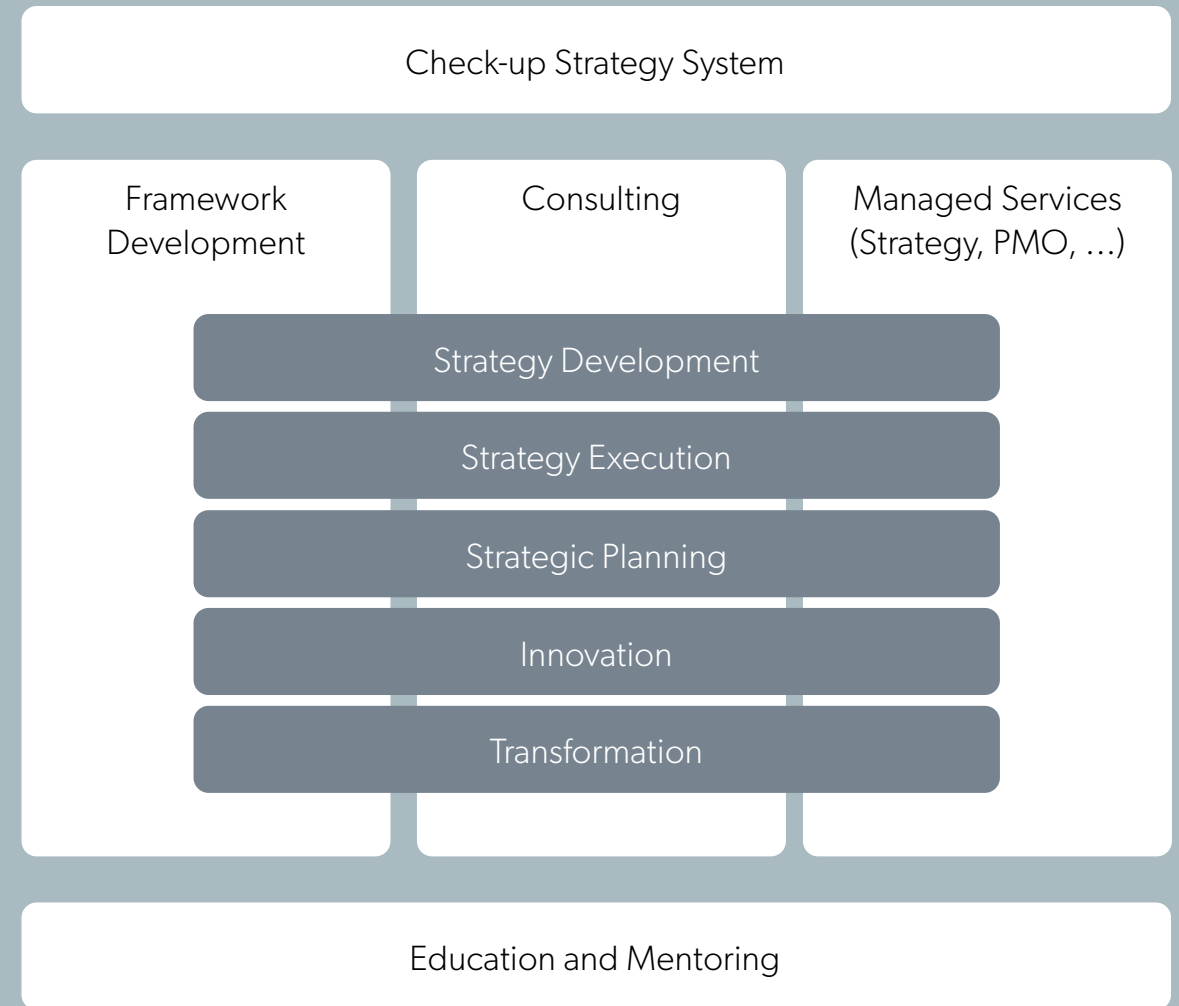 Check-up Strategy System
Framework
Development
Consulting
Managed Services
(Strategy, PMO, …)
Strategy Development
Strategy Execution
Strategic Planning
Innovation
Transformation
Education and Mentoring